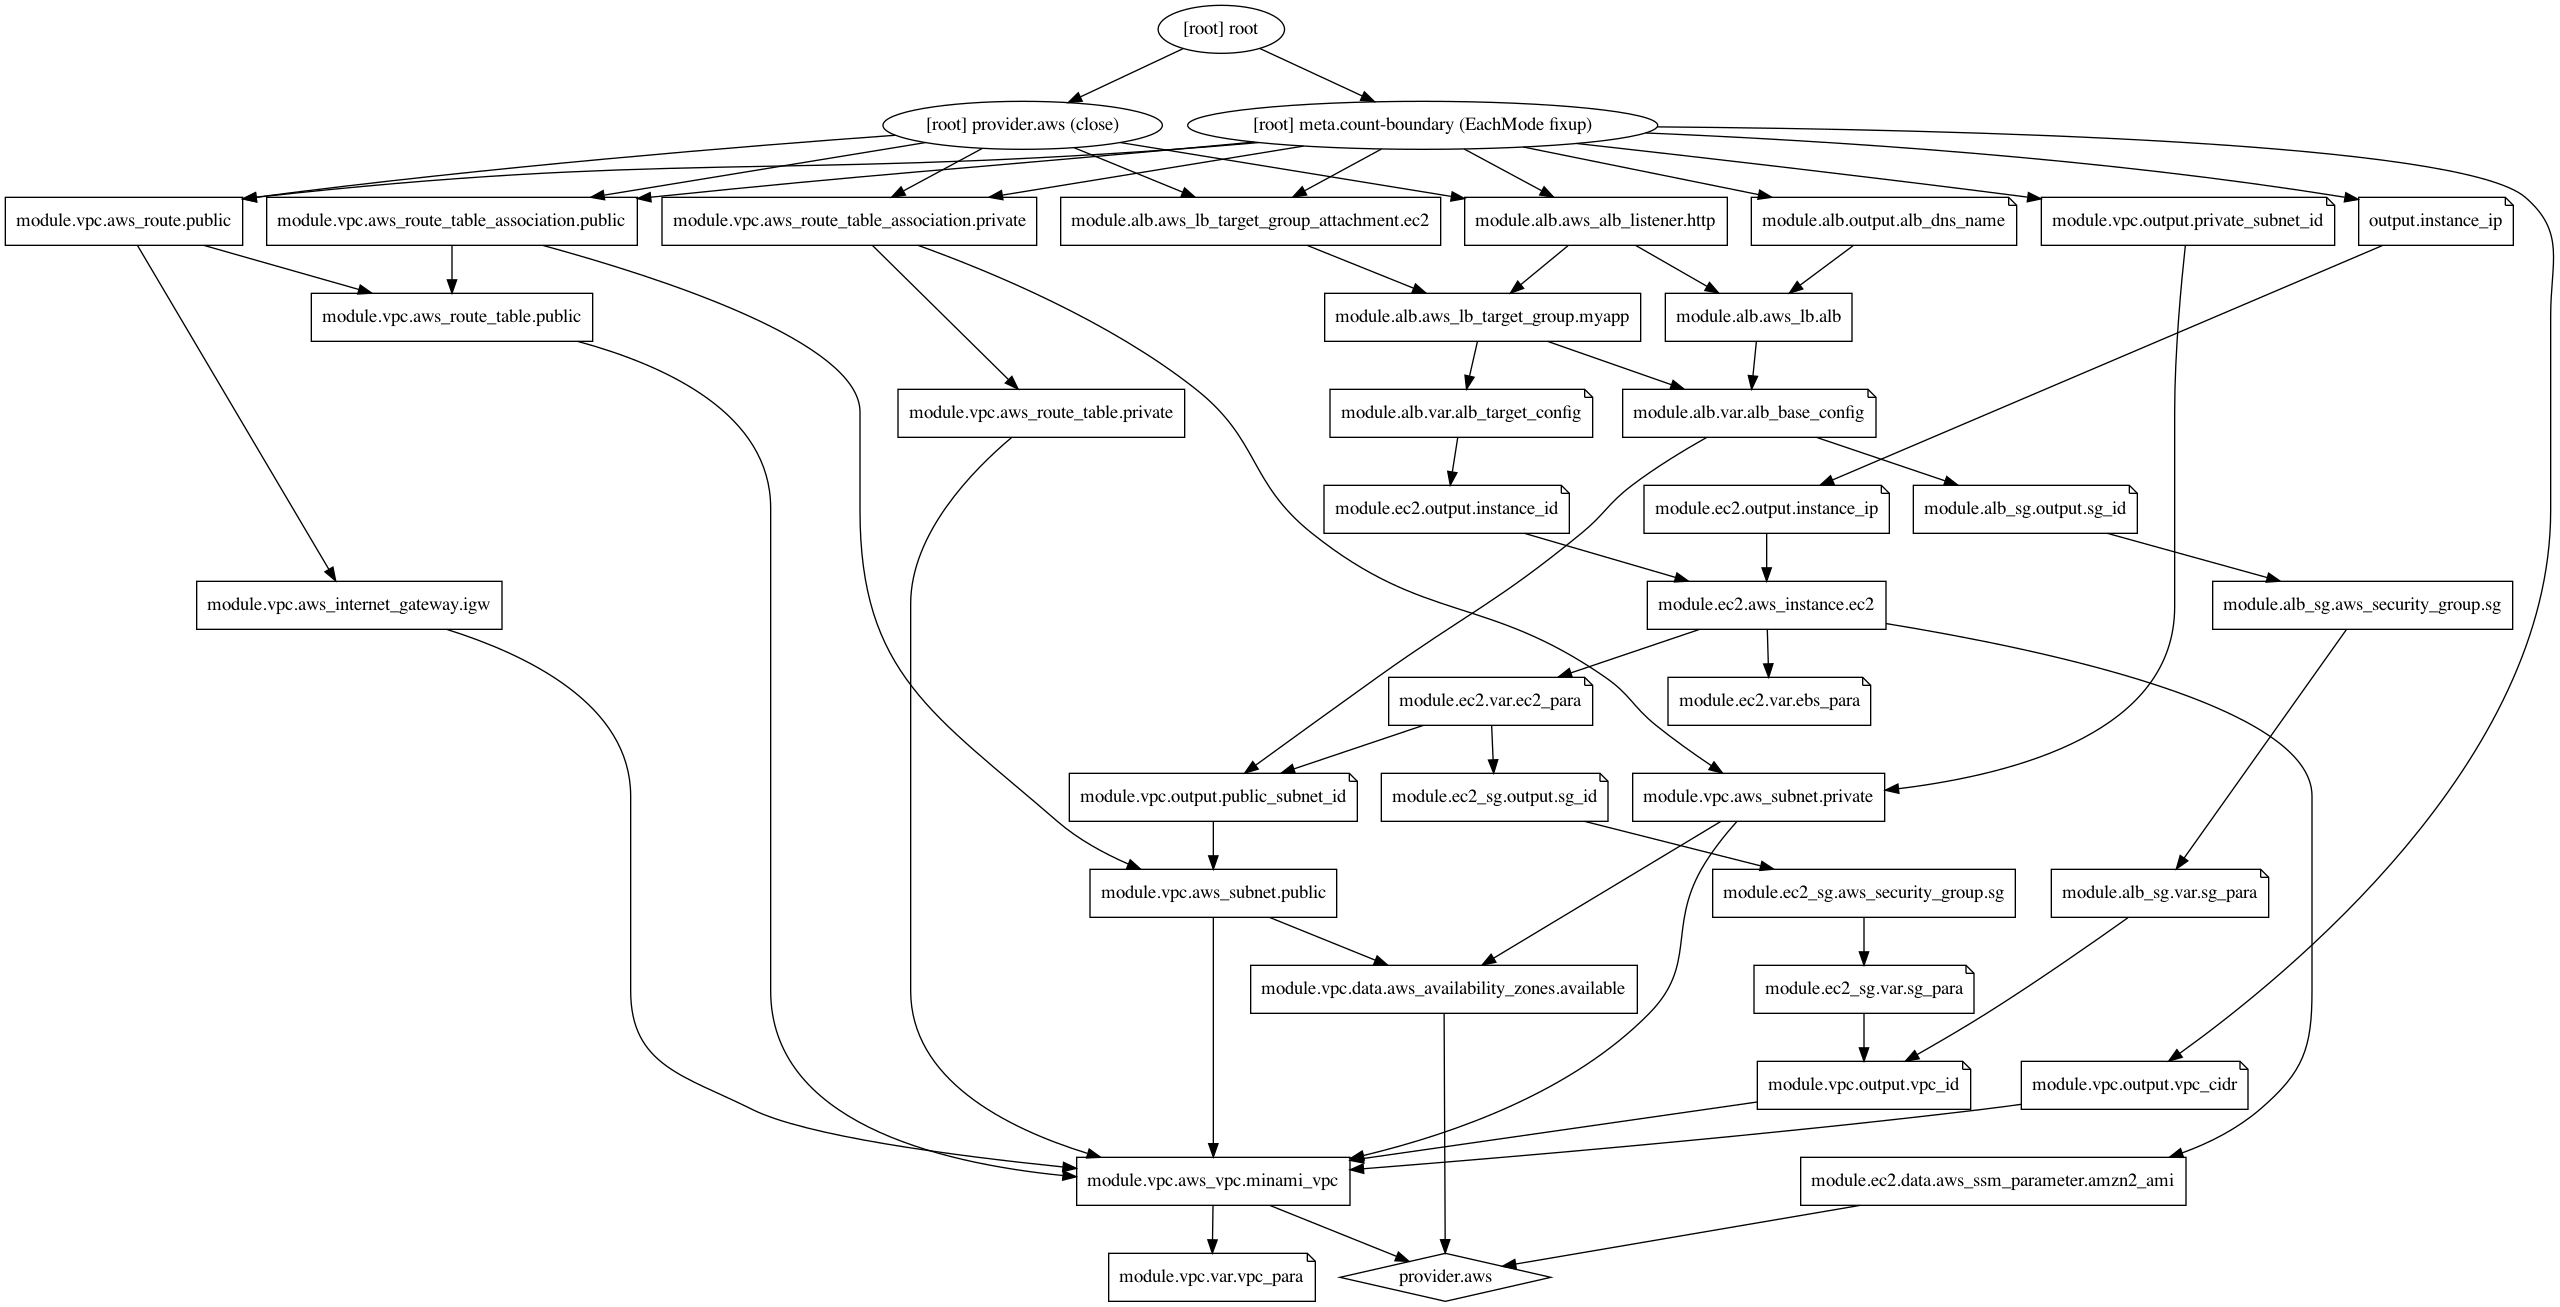 [root] root
[root] provider.aws (close)
[root] meta.count-boundary (EachMode fixup)
module.vpc.aws_route.public
module.vpc.aws_route_table_association.public
module.vpc.aws_route_table_association.private
module.alb.aws_lb_target_group_attachment.ec2
module.alb.aws_alb_listener.http
module.alb.output.alb_dns_name
module.vpc.output.private_subnet_id
output.instance_ip
module.vpc.aws_route_table.public
module.alb.aws_lb_target_group.myapp
module.alb.aws_lb.alb
module.vpc.aws_route_table.private
module.alb.var.alb_target_config
module.alb.var.alb_base_config
module.ec2.output.instance_id
module.ec2.output.instance_ip
module.alb_sg.output.sg_id
module.vpc.aws_internet_gateway.igw
module.ec2.aws_instance.ec2
module.alb_sg.aws_security_group.sg
module.ec2.var.ec2_para
module.ec2.var.ebs_para
module.vpc.output.public_subnet_id
module.ec2_sg.output.sg_id
module.vpc.aws_subnet.private
module.vpc.aws_subnet.public
module.ec2_sg.aws_security_group.sg
module.alb_sg.var.sg_para
module.vpc.data.aws_availability_zones.available
module.ec2_sg.var.sg_para
module.vpc.output.vpc_id
module.vpc.output.vpc_cidr
module.vpc.aws_vpc.minami_vpc
module.ec2.data.aws_ssm_parameter.amzn2_ami
module.vpc.var.vpc_para
provider.aws